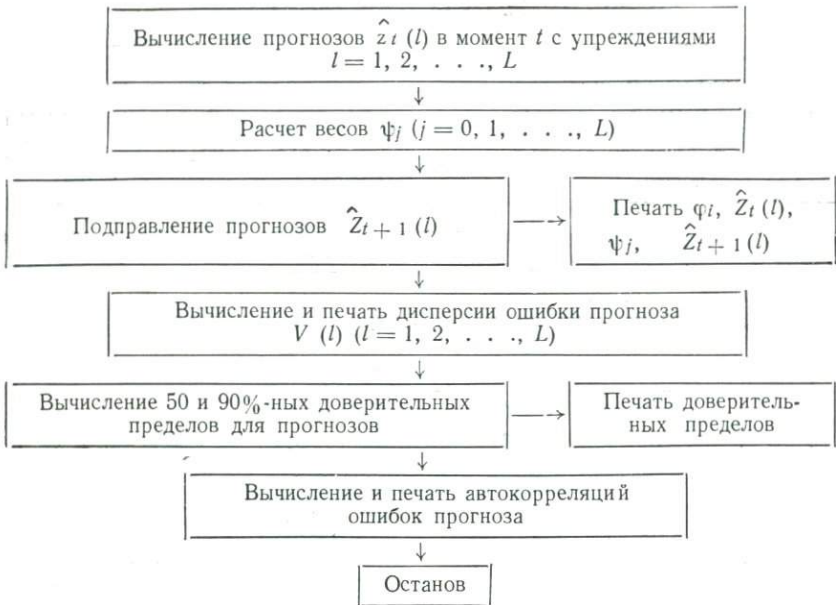 Вычисление прогнозов ẑt (l) в момент t с упреждениями
l = 1, 2, . . ., L
↓
Расчет весов ψj (j = 0, 1, . . ., L)
↓
Подправление прогнозов Ẑt + 1 (l)
→
Печать φi, Ẑt (l),
ψj, Ẑt + 1 (l)
↓
Вычисление и печать дисперсии ошибки прогноза
V (l) (l = 1, 2, . . ., L)
↓
Вычисление 50 и 90%-ных доверительных
пределов для прогнозов
→
Печать доверитель-
ных пределов
↓
Вычисление и печать автокорреляций
ошибок прогноза
↓
Останов